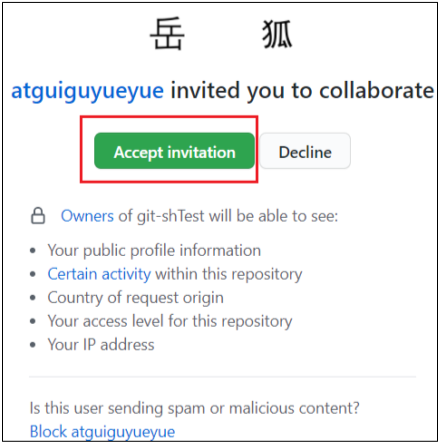 岳 狐
atguiguyueyue invited you to collaborate
Accept invitation Decline
Owners of git-shTest will be able to see:
• Your public profile information
• Certain activity within this repository
• Country of request origin
• Your access level for this repository
• Your IP address
Is this user sending spam or malicious content?
Block atguiguyueyue